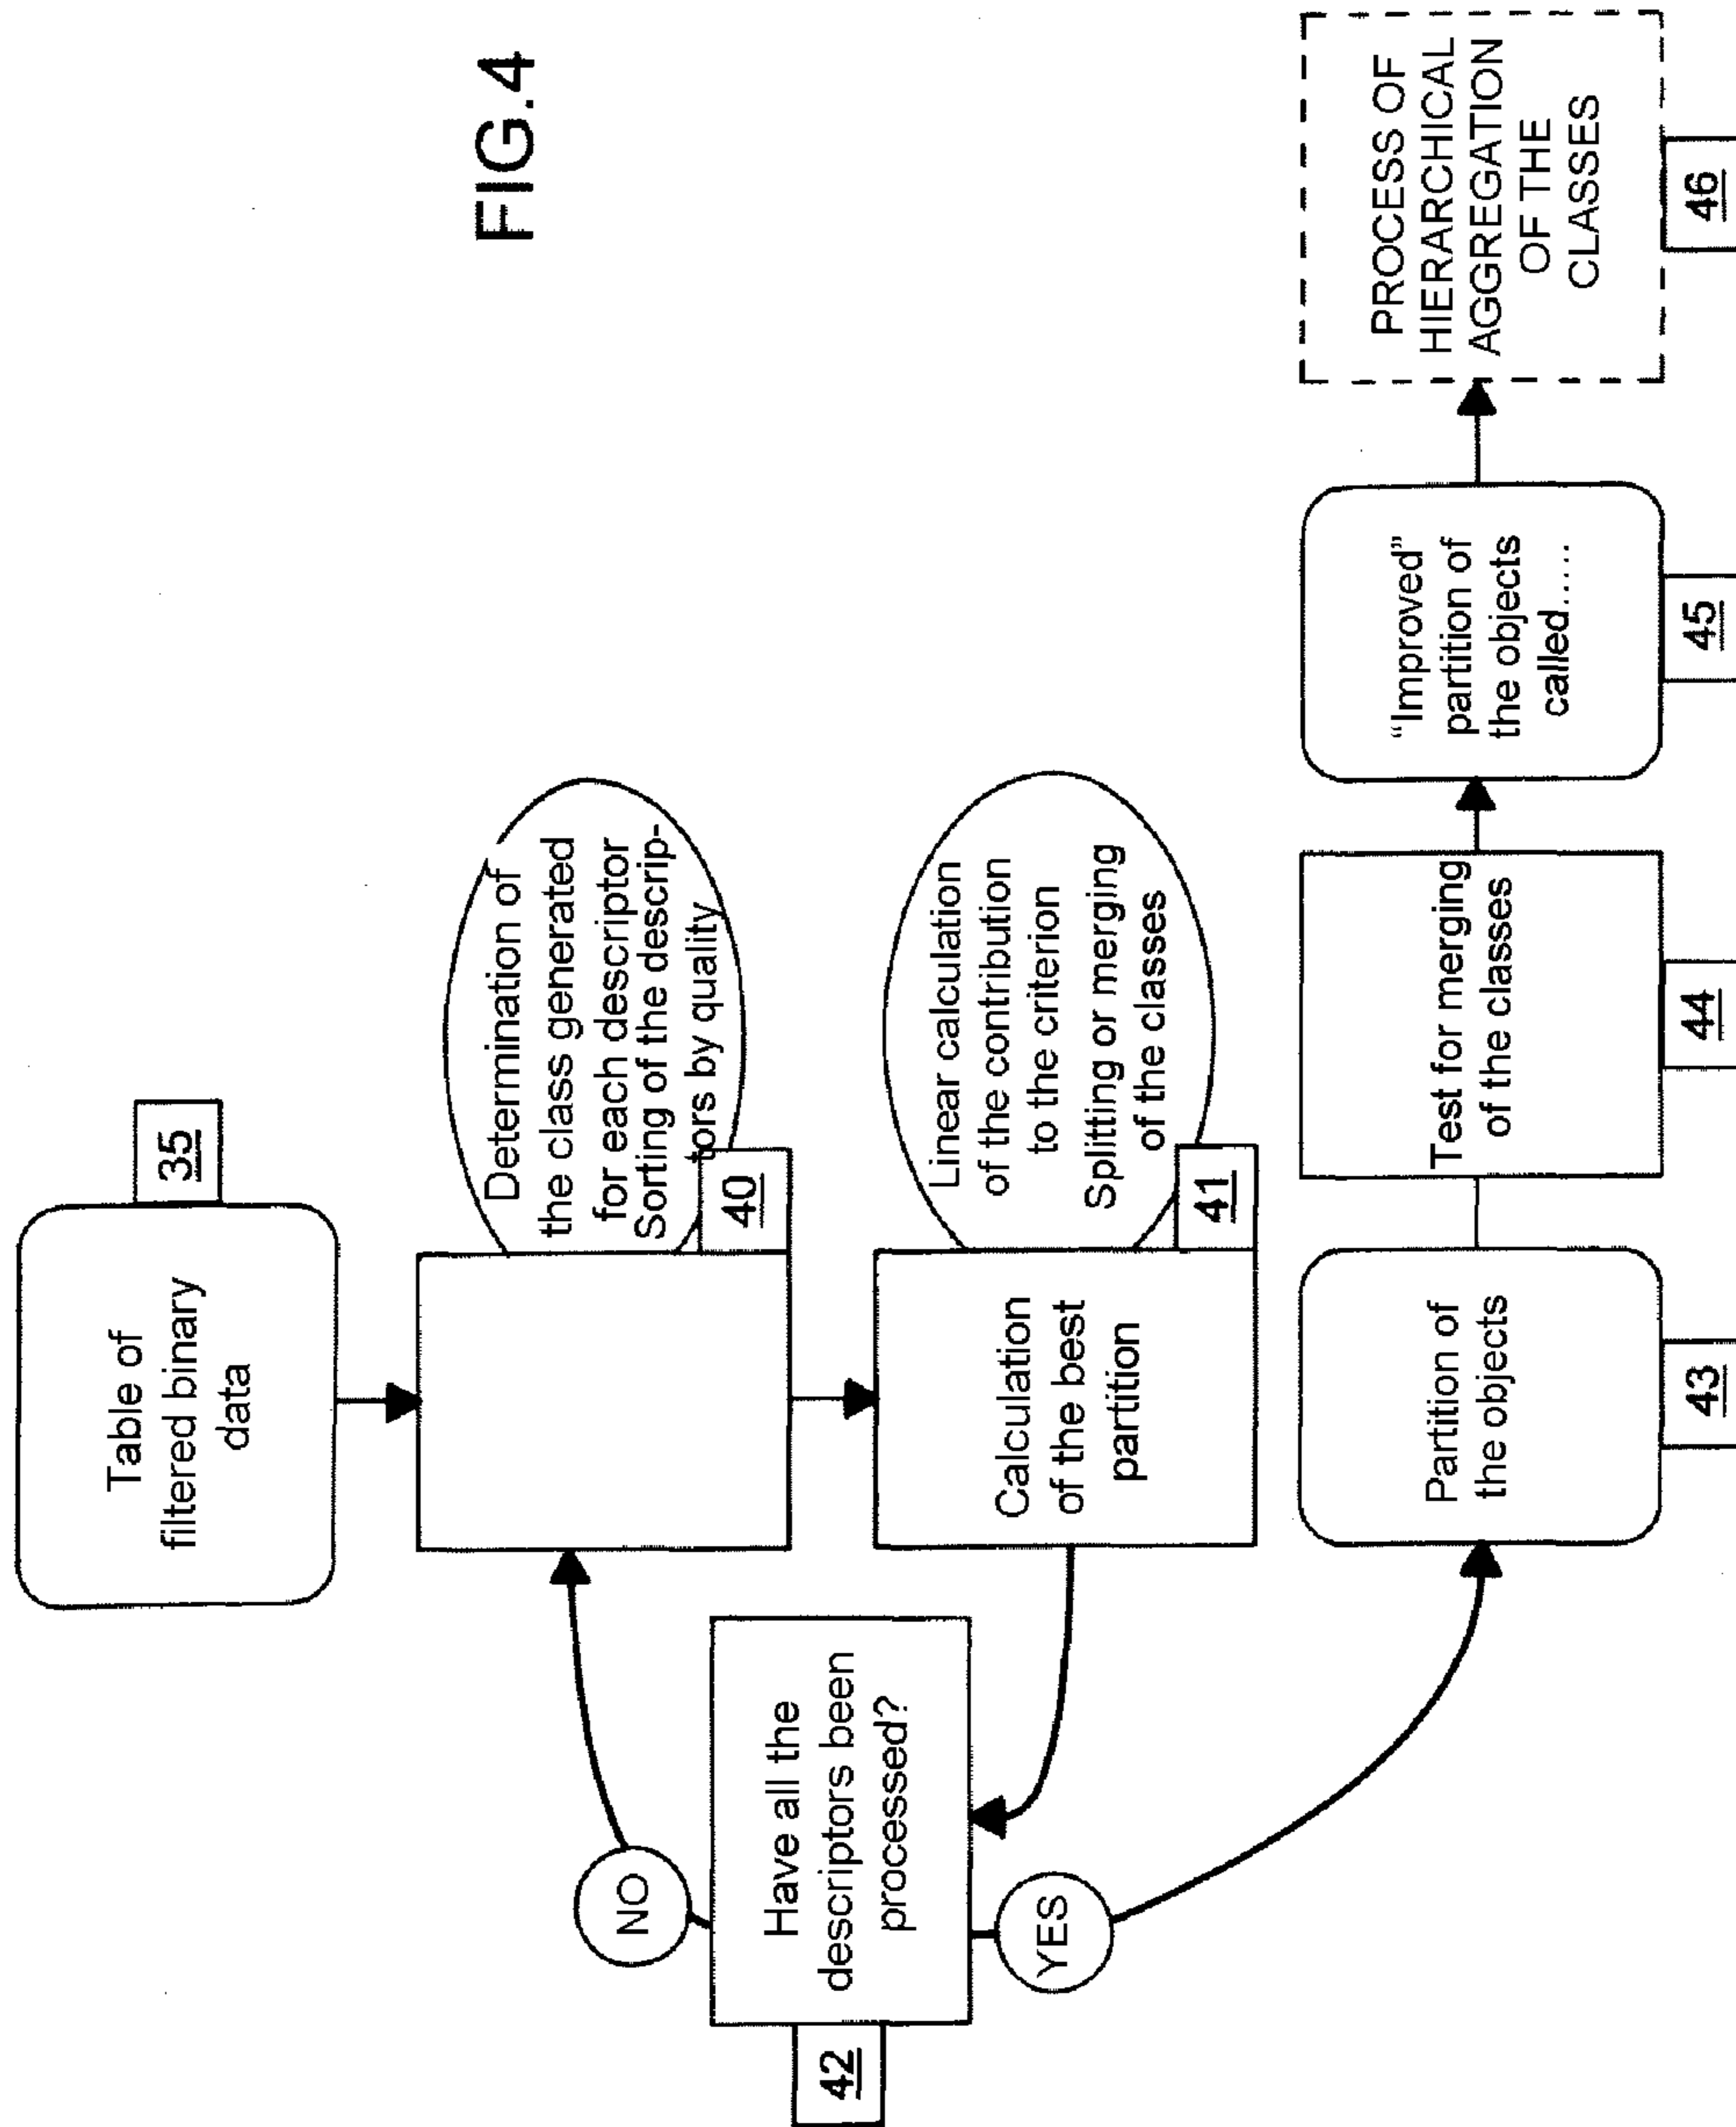 Table of
filtered binary
data
35
FIG.4
Determination of
the class generated
for each descriptor
Sorting of the descrip-
tors by quality
40
NO
Have all the
descriptors been
processed?
42
Calculation
of the best
partition
Linear calculation
of the contribution
to the criterion
Splitting or merging
of the classes
41
YES
Partition of
the objects
43
Test for merging
of the classes
44
“Improved”
partition of
the objects
called......
45
PROCESS OF
HIERARCHICAL
AGGREGATION
OF THE
CLASSES
46